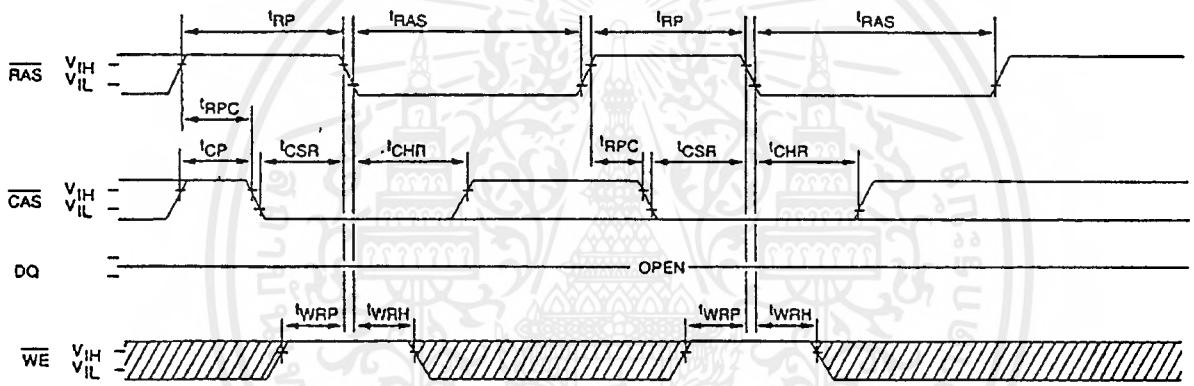 tRP tRAS tRP tRAS
RAS VIH
VIL
tRPC
tCP tCSR tCHR tRPC tCSR tCHR
CAS VIH
VIL
DQ OPEN
tWRP tWRH tWRP tWRH
WE VIH
VIL